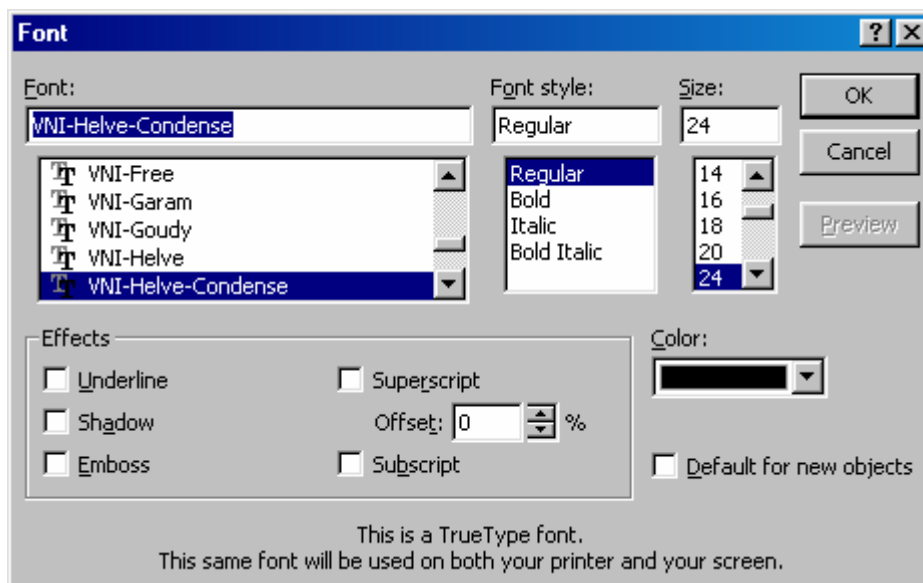 Font
Font: Font style: Size:
VNI-Helve-Condense Regular 24 OK
Cancel
VNI-Free Regular 14
VNI-Garam Bold 16
VNI-Goudy Italic 18 Preview
VNI-Helve Bold Italic 20
VNI-Helve-Condense 24
Effects Color:
Underline Superscript
Shadow Offset: 0 %
Emboss Subscript Default for new objects
This is a TrueType font.
This same font will be used on both your printer and your screen.